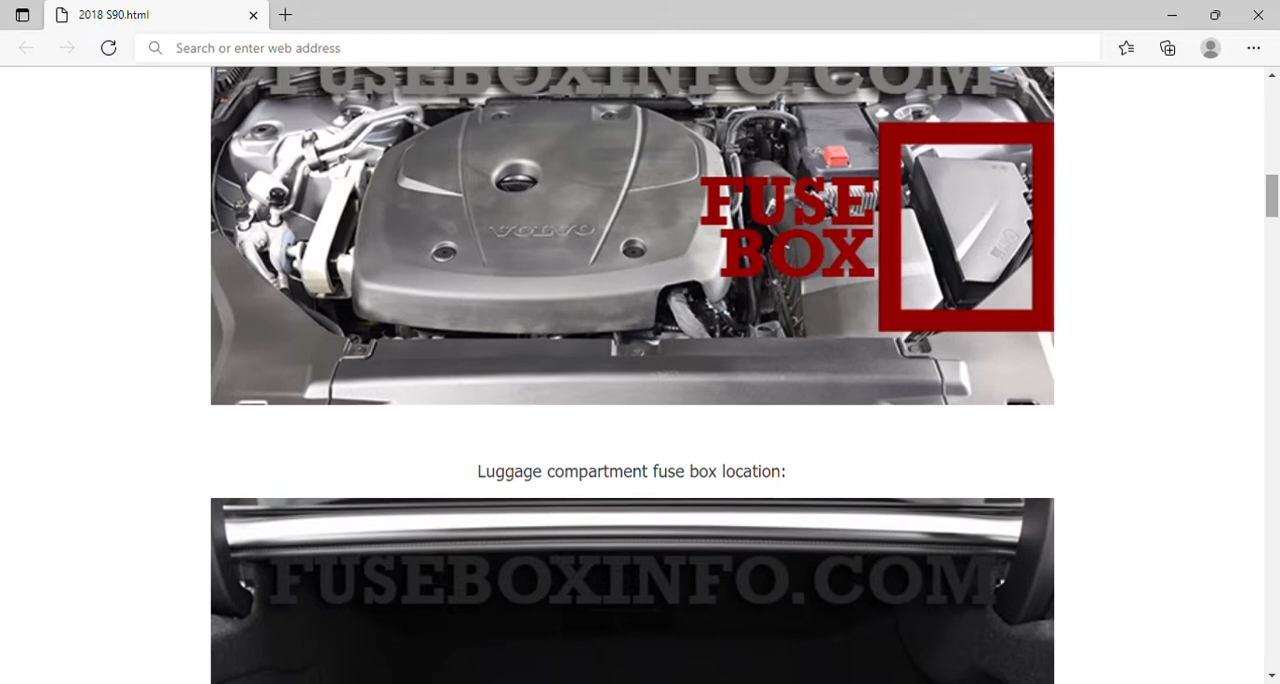 2018 S90.html
Search or enter web address
FUSEBOXINFO.COM
VOLVO
FUSE
BOX
Luggage compartment fuse box location:
FUSEBOXINFO.COM